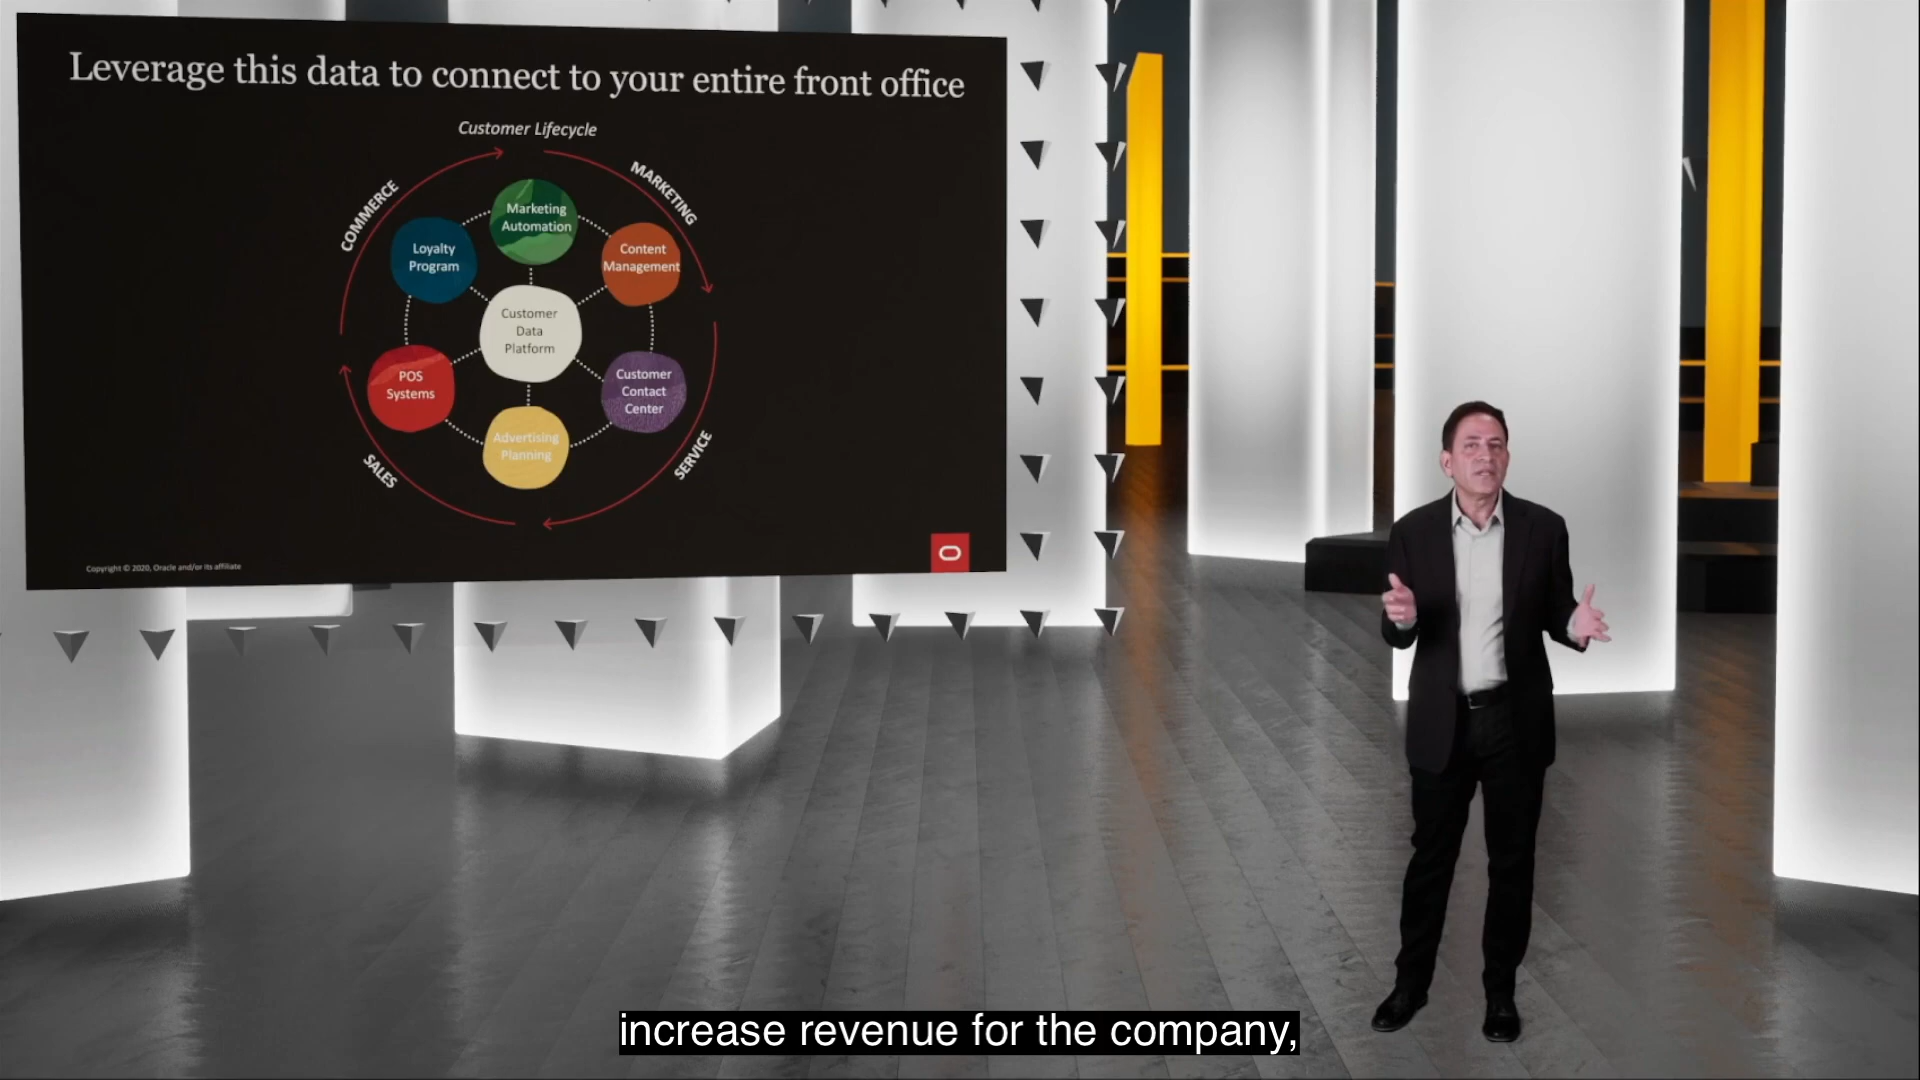 Leverage this data to connect to your entire front office
Customer Lifecycle
COMMERCE
MARKETING
Marketing
Automation
Loyalty
Program
Content
Management
Customer
Data
Platform
POS
Systems
Customer
Contact
Center
Advertising
Planning
SALES
SERVICE
Copyright © 2020, Oracle and/or its affiliate
increase revenue for the company,